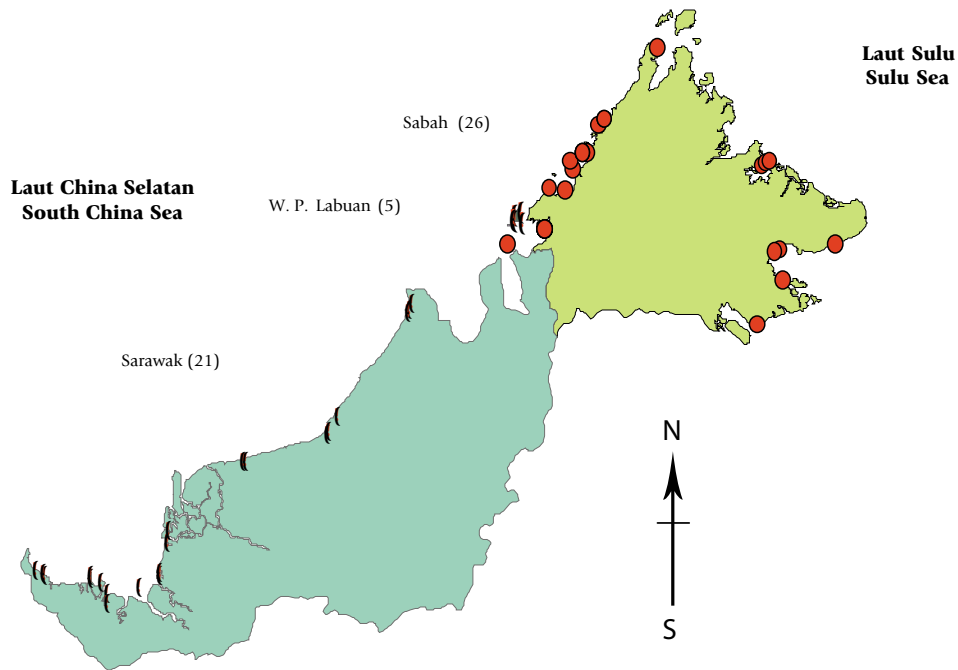 Laut Sulu
Sulu Sea
Sabah (26)
Laut China Selatan
South China Sea
W. P. Labuan (5)
Sarawak (21)
N
S